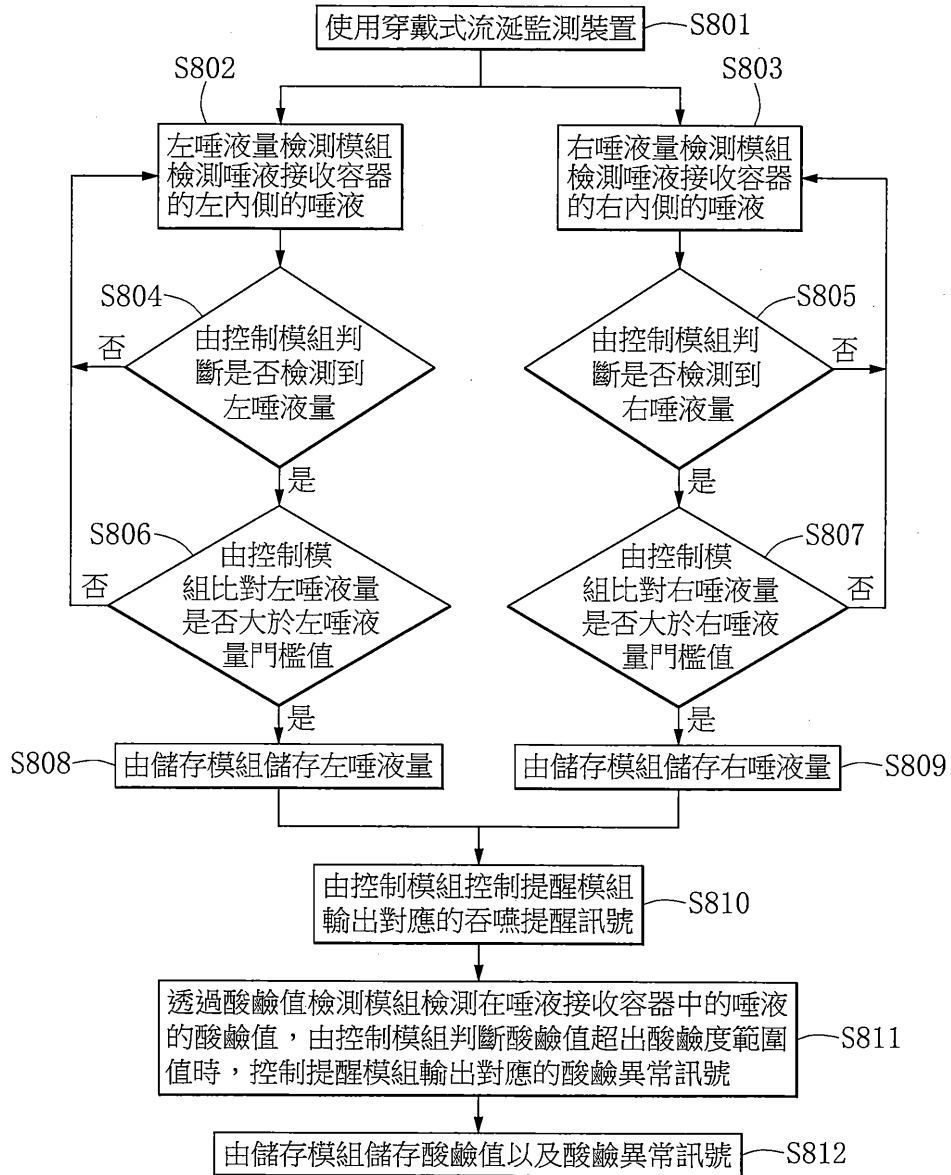 使用穿戴式流涎監測裝置
S801
S802
S803
左唾液量檢測模組
檢測唾液接收容器
的左內側的唾液
右唾液量檢測模組
檢測唾液接收容器
的右內側的唾液
S804
S805
否
由控制模組判
斷是否檢測到
左唾液量
由控制模組判
斷是否檢測到
右唾液量
否
是
是
S806
S807
否
由控制模
組比對左唾液量
是否大於左唾液
量門檻值
由控制模
組比對右唾液量
是否大於右唾液
量門檻值
否
是
是
S808
由儲存模組儲存左唾液量
由儲存模組儲存右唾液量
S809
由控制模組控制提醒模組
輸出對應的吞嚥提醒訊號
S810
透過酸鹼值檢測模組檢測在唾液接收容器中的唾液
的酸鹼值，由控制模組判斷酸鹼值超出酸鹼度範圍
值時，控制提醒模組輸出對應的酸鹼異常訊號
S811
由儲存模組儲存酸鹼值以及酸鹼異常訊號
S812